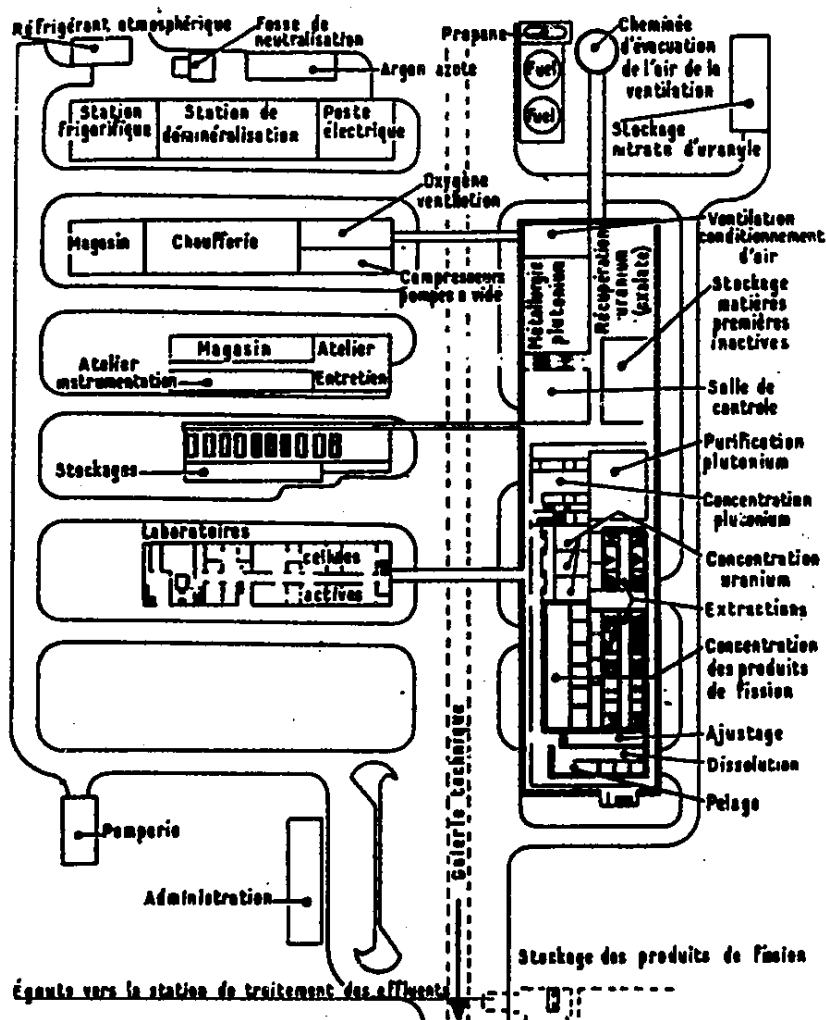 Réfrigérant atmosphérique
Fosse de
neutralisation
Argon azote
Propane
Fuel
Fuel
Cheminée
d'évacuation
de l'air de la
ventilation
Stockage
nitrate d'uranyle
Station
frigorifique
Station de
déminéralisation
Poste
électrique
Oxygène
ventilation
Magasin
Chaufferie
Compresseurs
pompes a vide
Ventilation
conditionnement
d'air
Métallurgie
plutonium
Récupération
uranium
(oxalate)
Stockage
matières
premières
inactives
Magasin
Atelier
Atelier
instrumentation
Entretien
Salle de
controle
Stockages
Purification
plutonium
Concentration
plutonium
Laboratoires
cellules
actives
Concentration
uranium
Extractions
Concentration
des produits
de fission
Ajustage
Dissolution
Pelage
Galerie technique
Pomperie
Administration
Stockage des produits de fission
Égouts vers la station de traitement des effluents